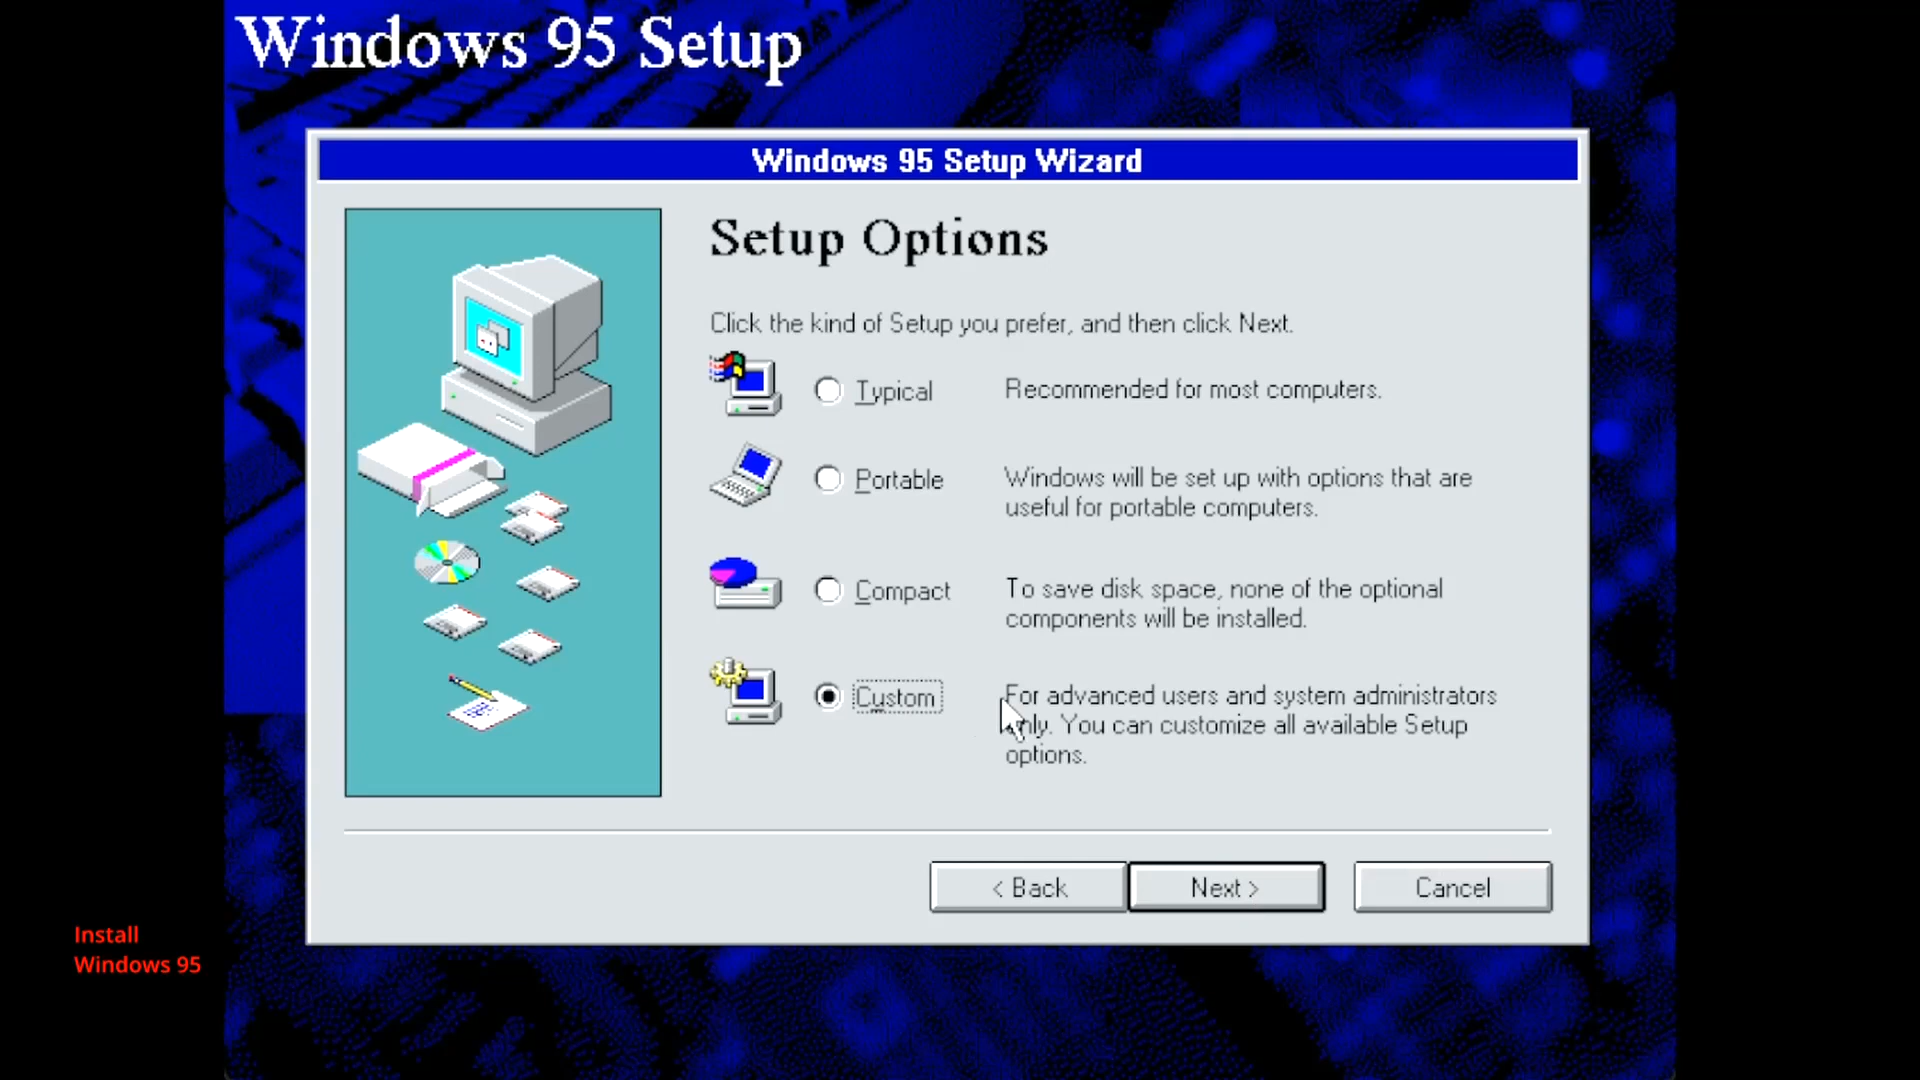 Windows 95 Setup
Windows 95 Setup Wizard
Setup Options
Click the kind of Setup you prefer, and then click Next.
Typical
Recommended for most computers.
Portable
Windows will be set up with options that are
useful for portable computers.
Compact
To save disk space, none of the optional
components will be installed.
Custom
For advanced users and system administrators
only. You can customize all available Setup
options.
< Back
Next >
Cancel
Install
Windows 95